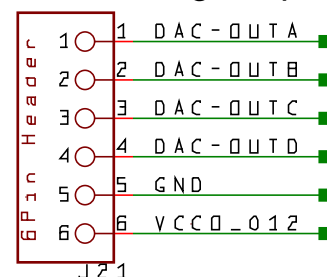 6Pin Header
1 1 DAC-OUTA
2 2 DAC-OUTB
3 3 DAC-OUTC
4 4 DAC-OUTD
5 5 GND
6 6 VCCO_012